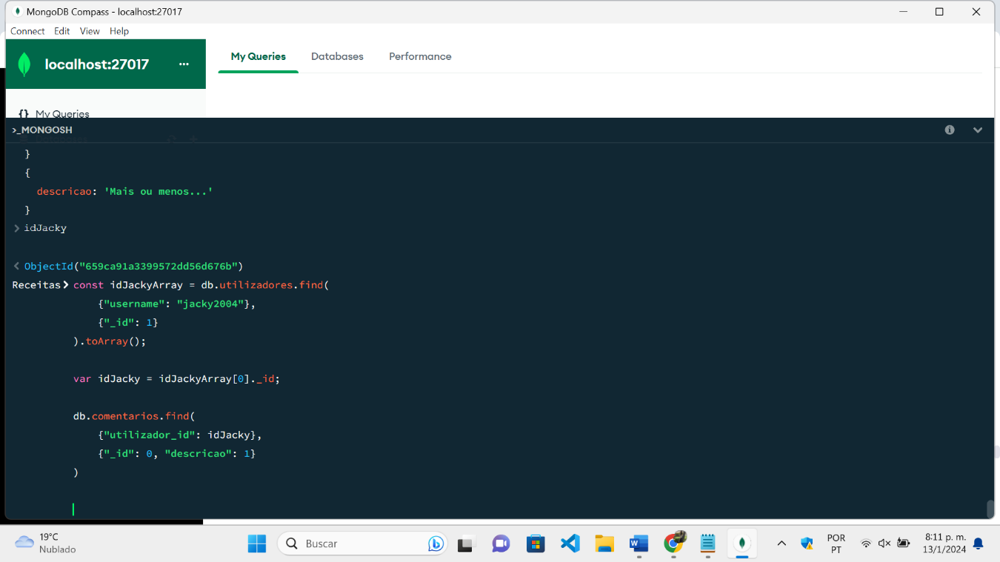 MongoDB Compass - localhost:27017
Connect Edit View Help
localhost:27017 ...
My Queries Databases Performance
{} My Queries
>_MONGOSH
}
{
descricao: 'Mais ou menos...'
}
> idJacky
< ObjectId("659ca91a3399572dd56d676b")
Receitas> const idJackyArray = db.utilizadores.find(
{"username": "jacky2004"},
{"_id": 1}
).toArray();
var idJacky = idJackyArray[0]._id;
db.comentarios.find(
{"utilizador_id": idJacky},
{"_id": 0, "descricao": 1}
)
19°C
Nublado
Buscar
POR
PT
8:11 p. m.
13/1/2024